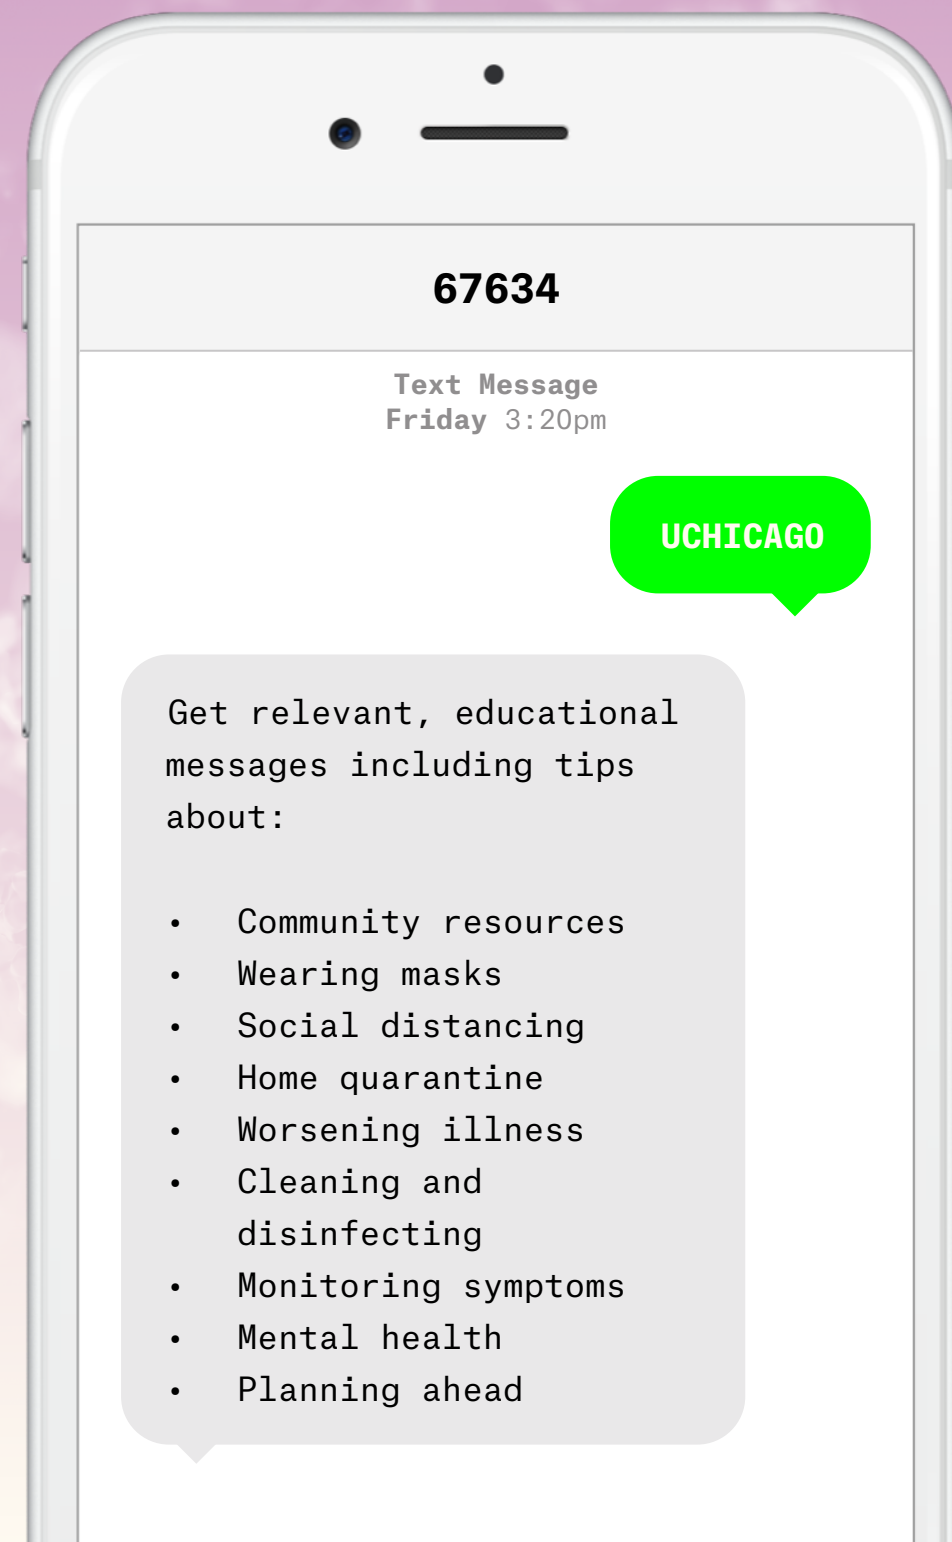 67634
Text Message
Friday 3:20pm
UCHICAGO
Get relevant, educational
messages including tips
about:
• Community resources
• Wearing masks
• Social distancing
• Home quarantine
• Worsening illness
• Cleaning and
disinfecting
• Monitoring symptoms
• Mental health
• Planning ahead